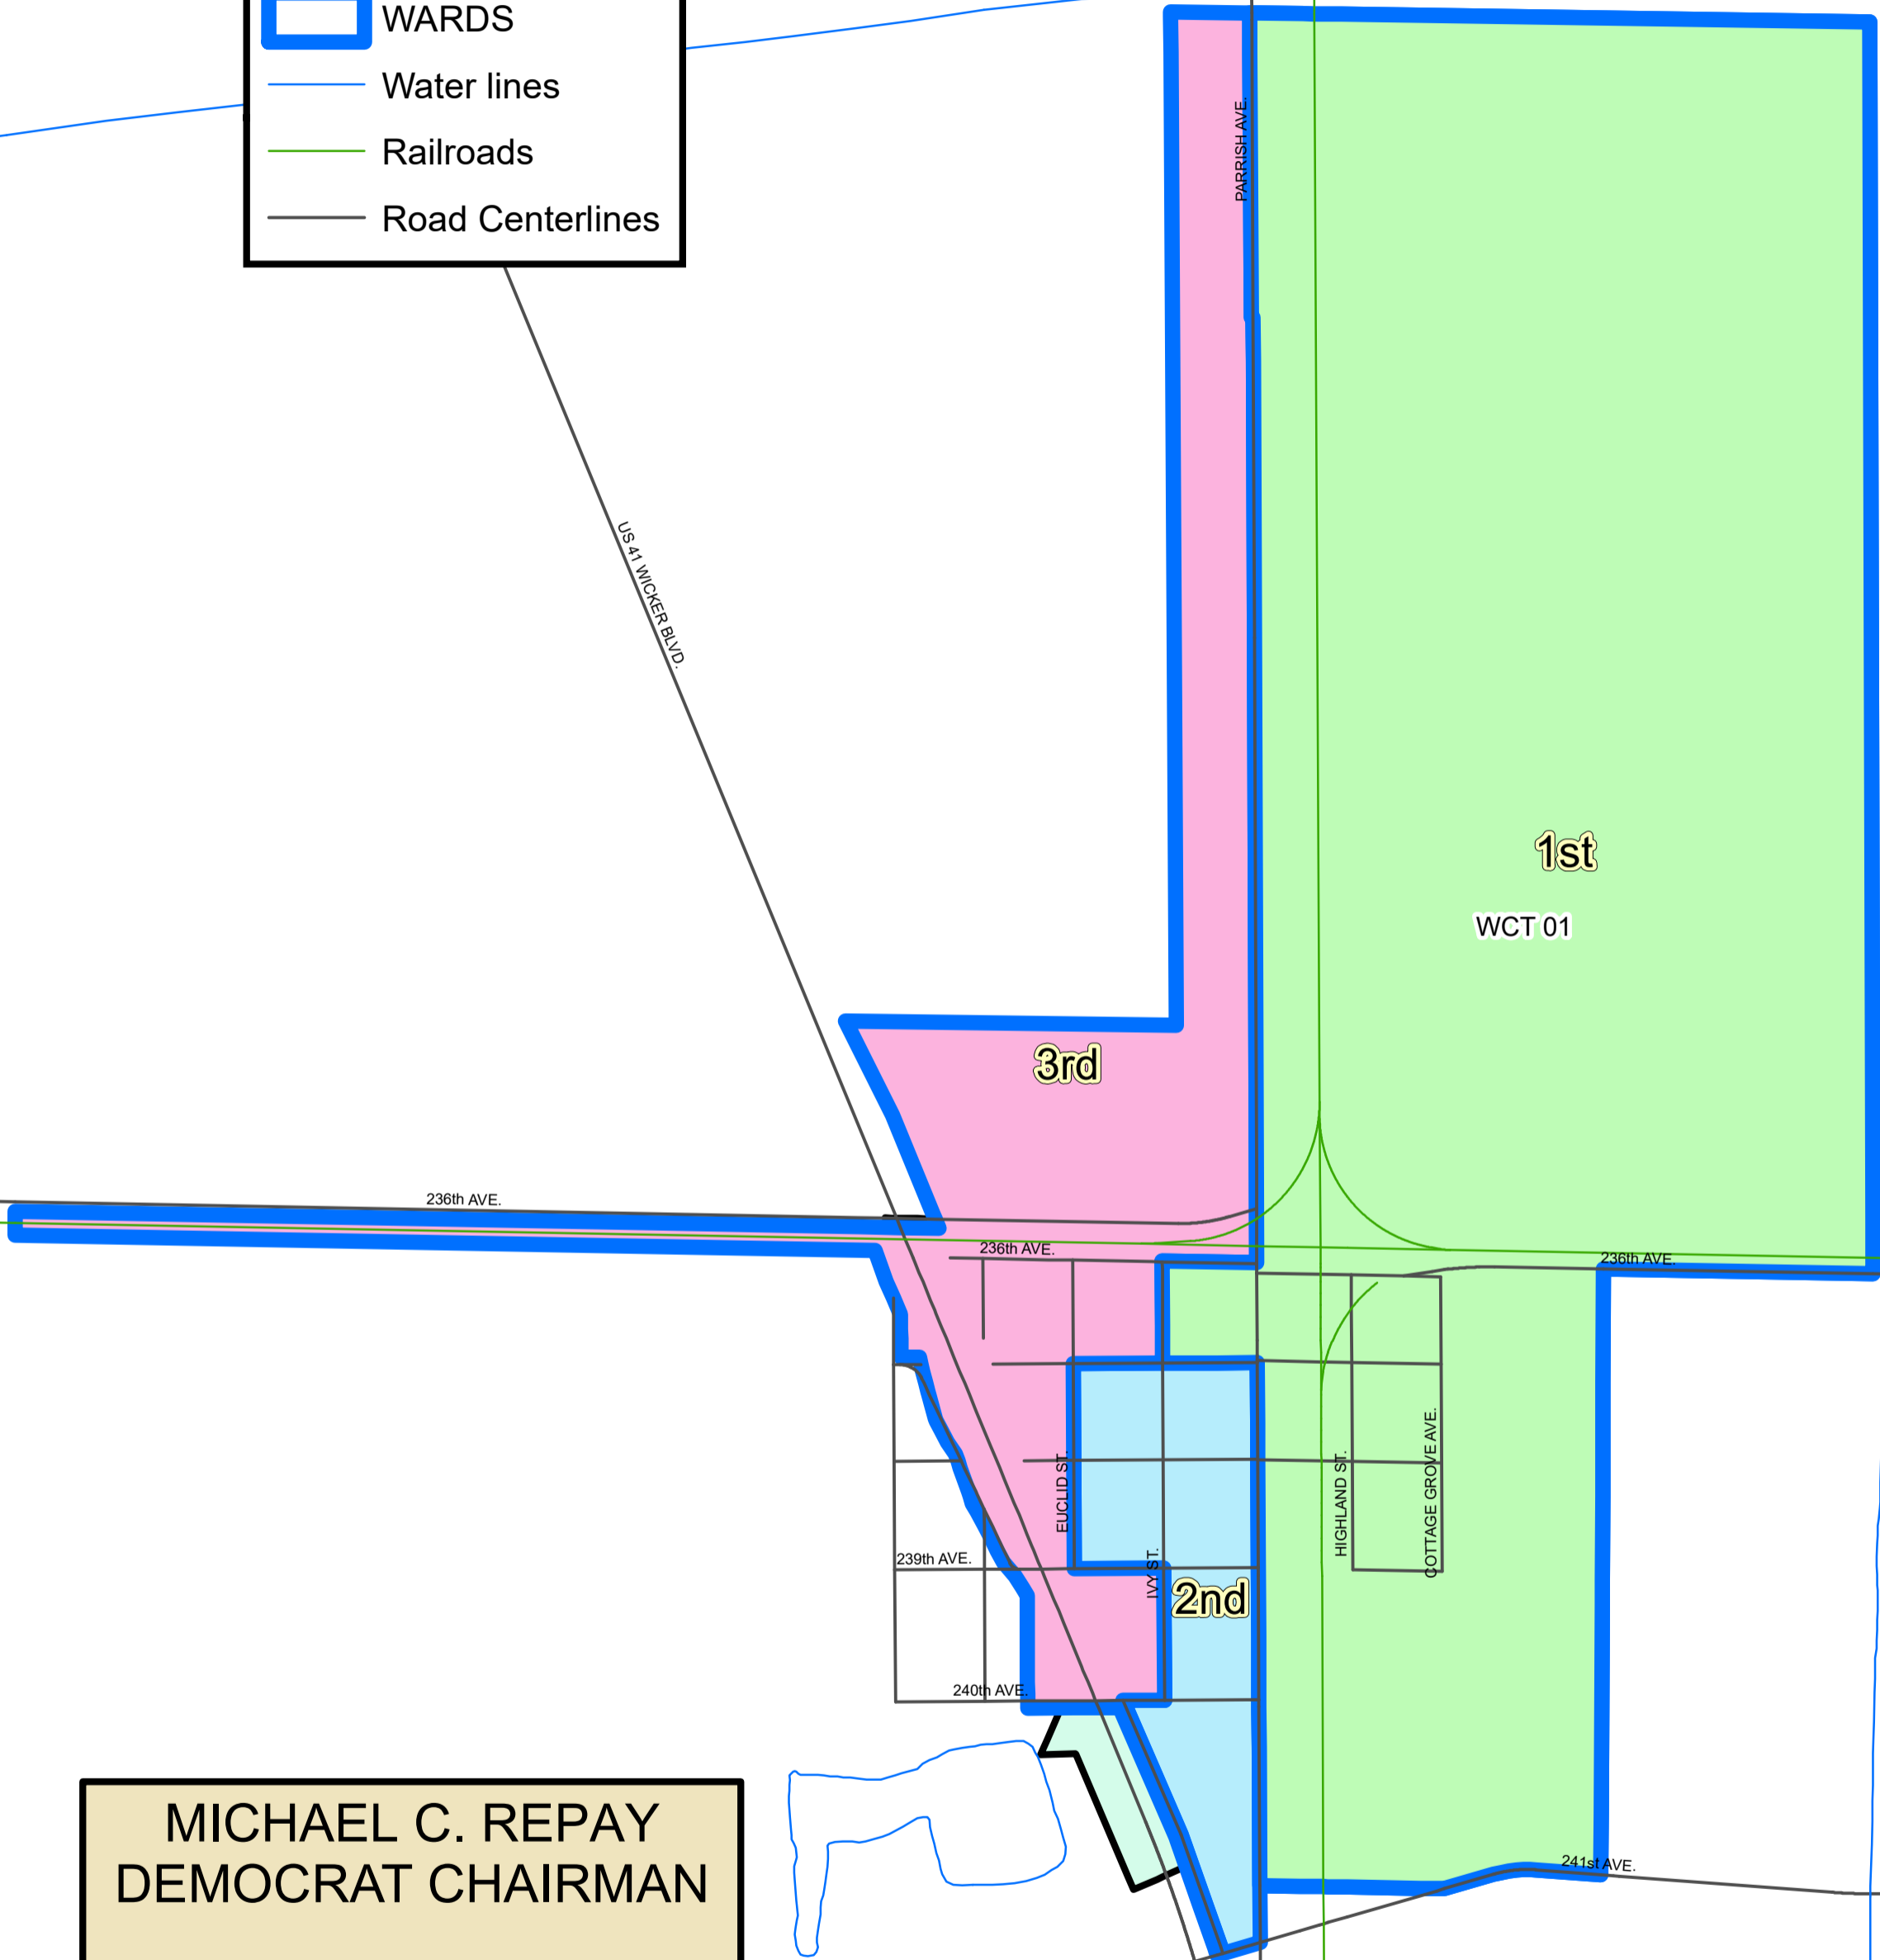 WARDS
Water lines
Railroads
Road Centerlines
PARRISH AVE.
US 41 WICKER BLVD.
1st
WCT 01
3rd
236th AVE.
236th AVE.
236th AVE.
EUCLID ST.
HIGHLAND ST.
COTTAGE GROVE AVE.
239th AVE.
IVY ST.
2nd
240th AVE.
241st AVE.
MICHAEL C. REPAY
DEMOCRAT CHAIRMAN